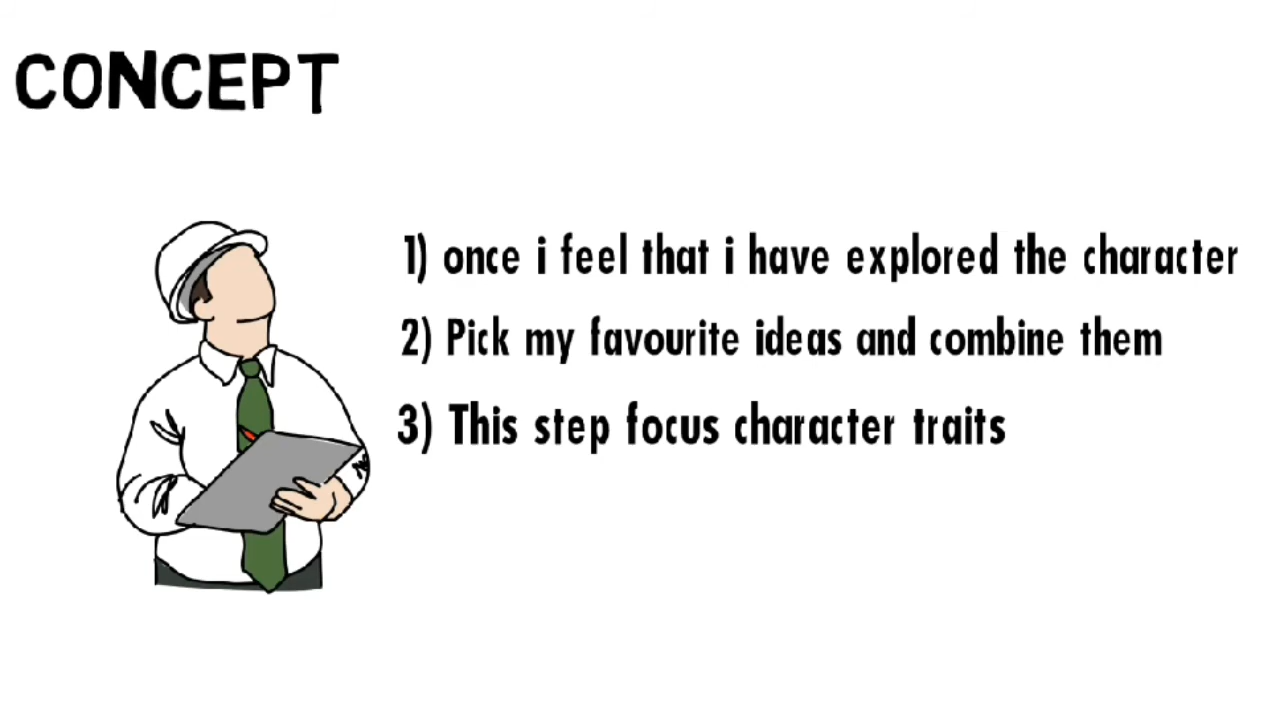 CONCEPT
1) once i feel that i have explored the character
2) Pick my favourite ideas and combine them
3) This step focus character traits